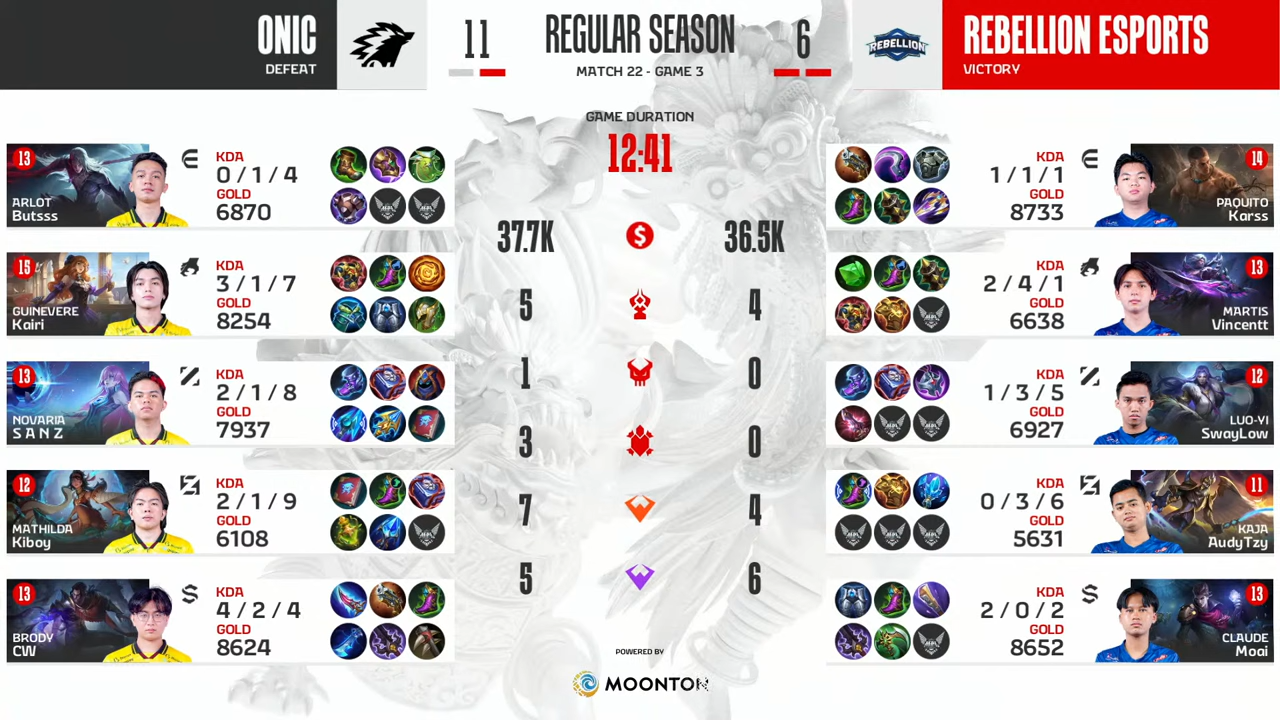 ONIC
DEFEAT
11
REGULAR SEASON
MATCH 22 - GAME 3
6
REBELLION
REBELLION ESPORTS
VICTORY
GAME DURATION
12:41
13
ARLOT
Butsss
KDA
0 / 1 / 4
GOLD
6870
15
GUINEVERE
Kairi
KDA
3 / 1 / 7
GOLD
8254
13
NOVARIA
S A N Z
KDA
2 / 1 / 8
GOLD
7937
12
MATHILDA
Kiboy
KDA
2 / 1 / 9
GOLD
6108
13
BRODY
CW
KDA
4 / 2 / 4
GOLD
8624
37.7K
36.5K
5
4
1
0
3
0
7
4
5
6
KDA
1 / 1 / 1
GOLD
8733
14
PAQUITO
Karss
KDA
2 / 4 / 1
GOLD
6638
13
MARTIS
Vincentt
KDA
1 / 3 / 5
GOLD
6927
12
LUO-YI
SwayLow
KDA
0 / 3 / 6
GOLD
5631
11
KAJA
AudyTzy
KDA
2 / 0 / 2
GOLD
8652
13
CLAUDE
Moai
POWERED BY
MOONTON